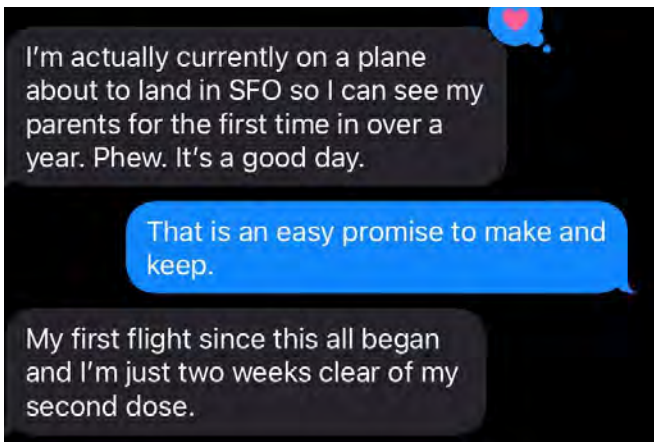 I’m actually currently on a plane
about to land in SFO so I can see my
parents for the first time in over a
year. Phew. It’s a good day.
That is an easy promise to make and
keep.
My first flight since this all began
and I’m just two weeks clear of my
second dose.